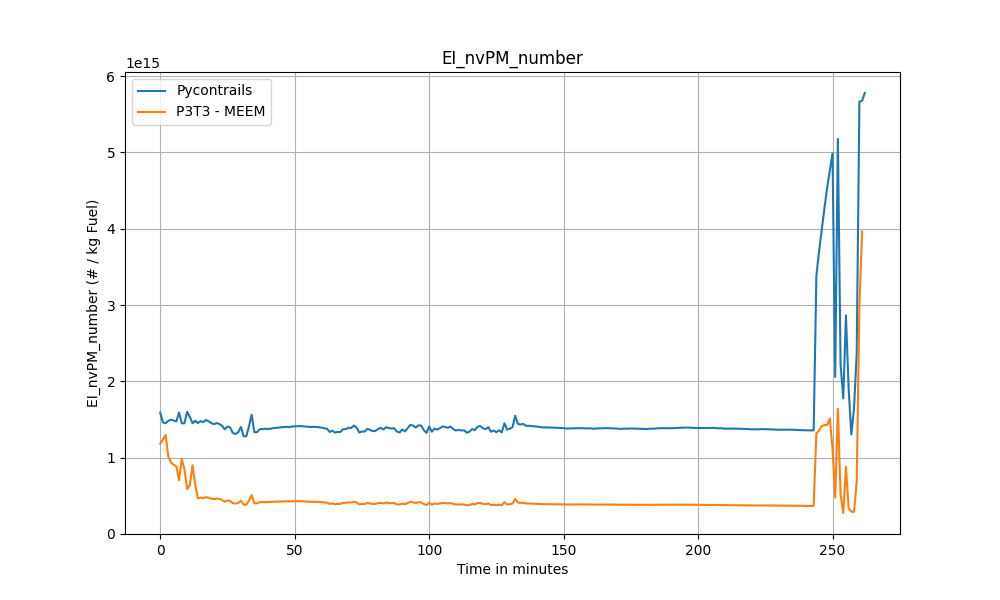 EI_nvPM_number
1e15
6
5
4
3
2
1
0
EI_nvPM_number (# / kg Fuel)
Pycontrails
P3T3 - MEEM
0 50 100 150 200 250
Time in minutes